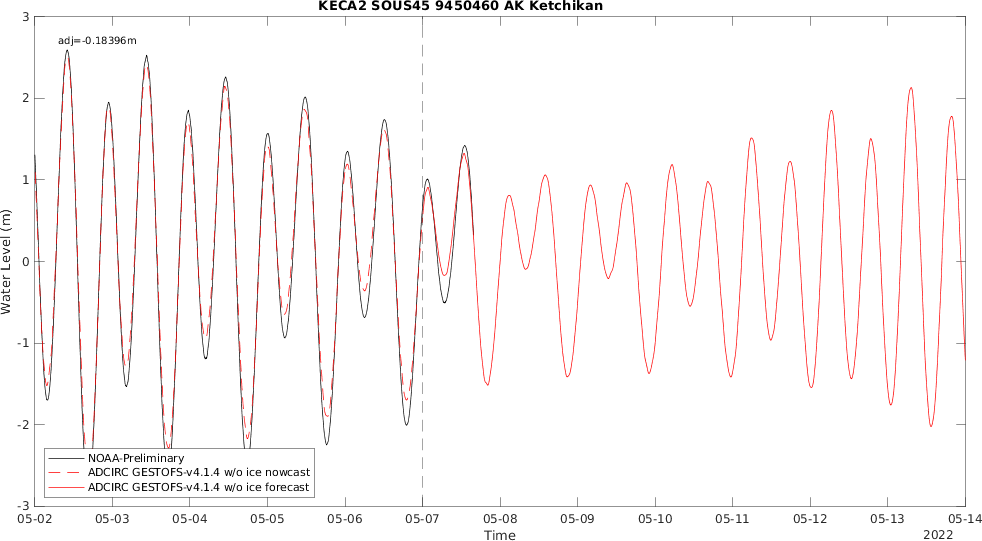 KECA2 SOUS45 9450460 AK Ketchikan
adj=-0.18396m
3
2
1
0
-1
-2
-3
Water Level (m)
NOAA-Preliminary
ADCIRC GESTOFS-v4.1.4 w/o ice nowcast
ADCIRC GESTOFS-v4.1.4 w/o ice forecast
05-02 05-03 05-04 05-05 05-06 05-07 05-08 05-09 05-10 05-11 05-12 05-13 05-14
Time
2022